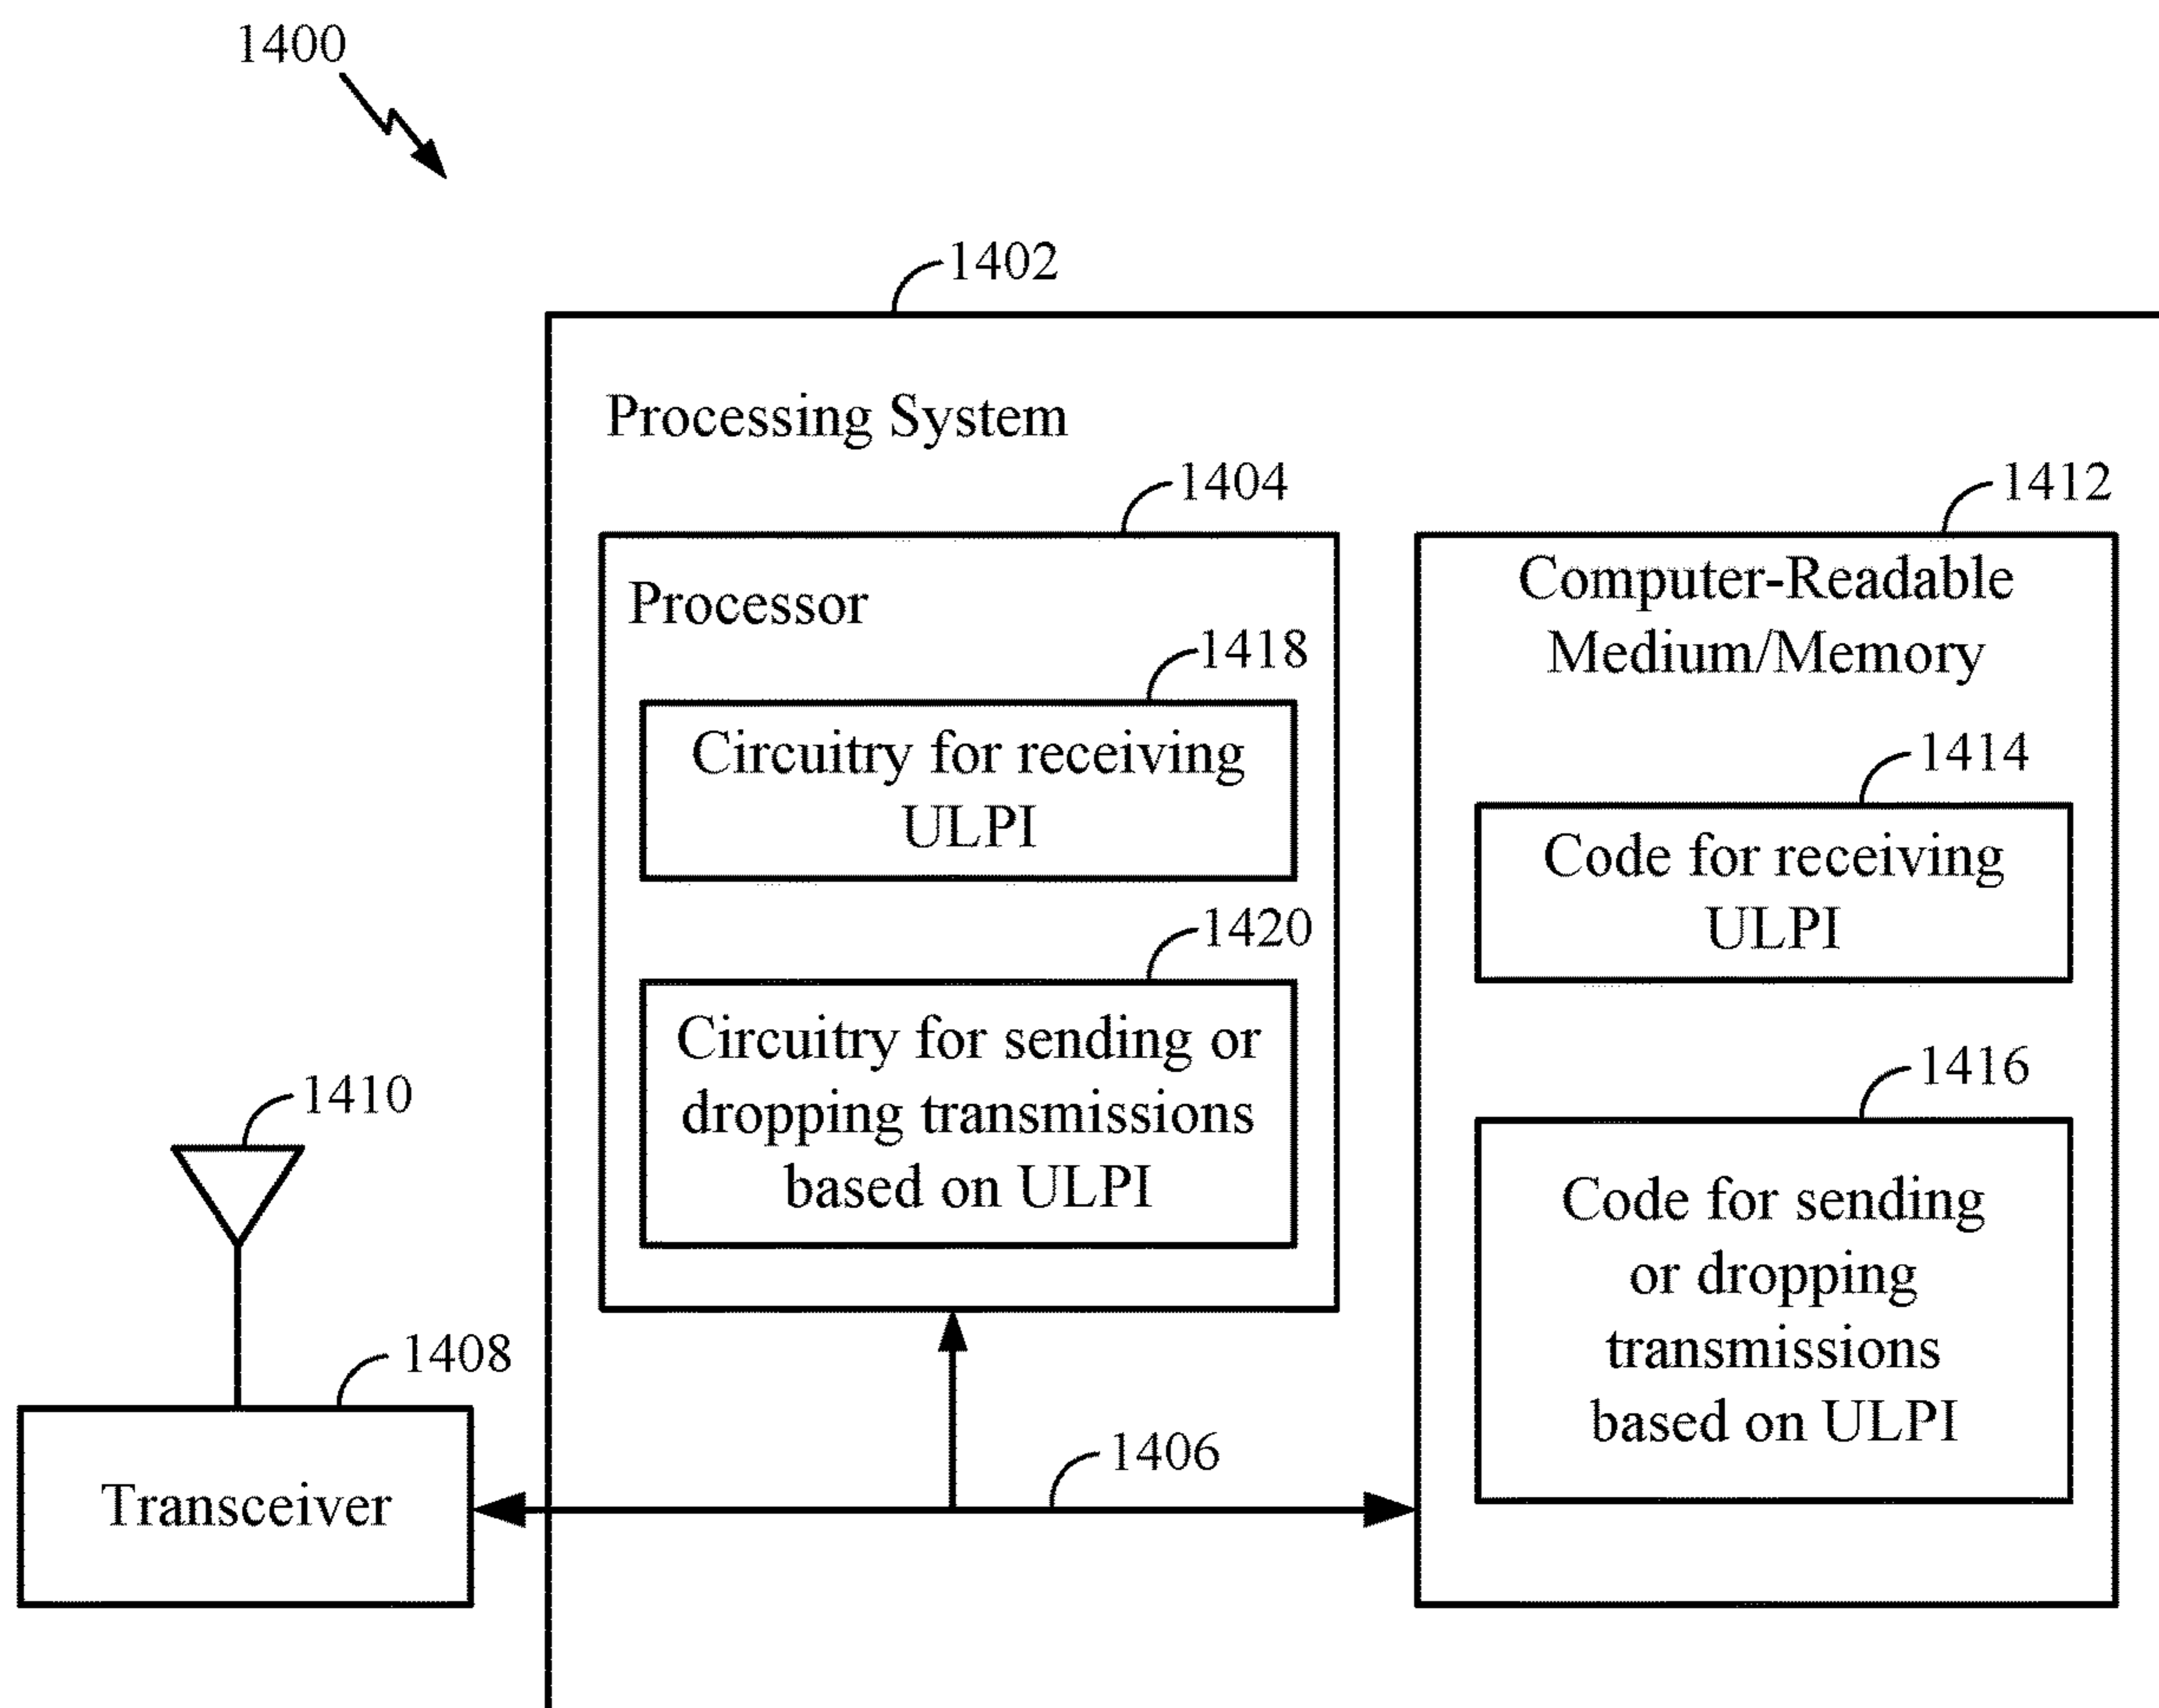 1400
1402
Processing System
1404
1412
Processor
Computer-Readable
Medium/Memory
1418
Circuitry for receiving
ULPI
1414
Code for receiving
ULPI
1420
Circuitry for sending or
dropping transmissions
based on ULPI
1416
Code for sending
or dropping
transmissions
based on ULPI
1410
1408
Transceiver
1406